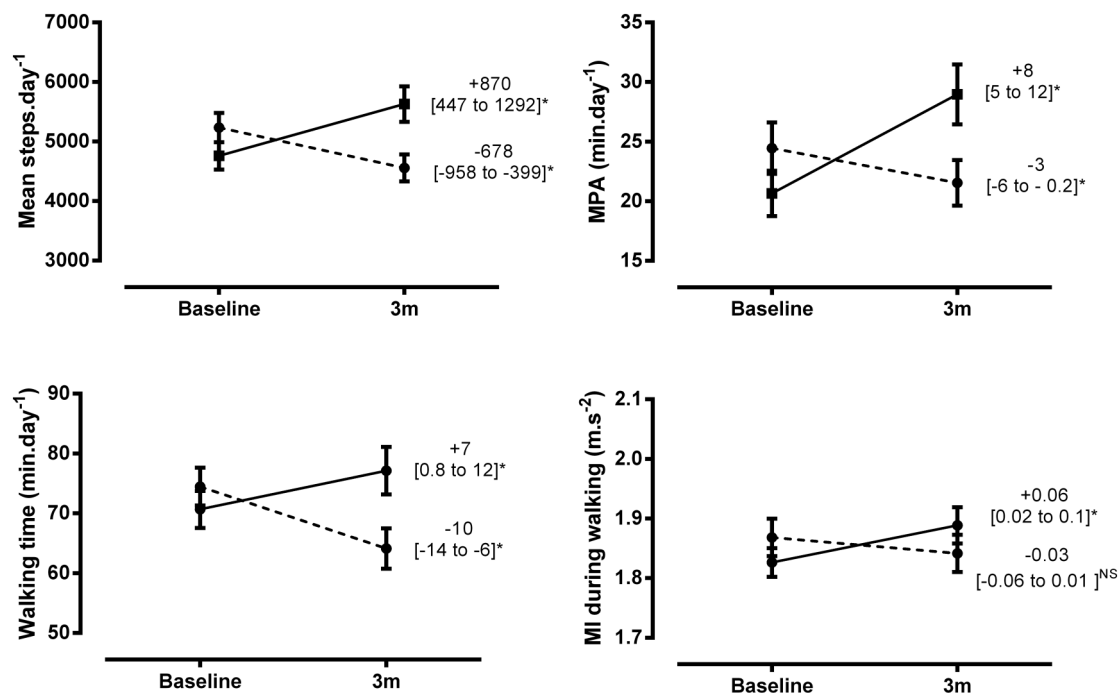 Mean steps.day⁻¹
7000
6000
5000
4000
3000
+870
[447 to 1292]*
-678
[-958 to -399]*
Baseline 3m
MPA (min.day⁻¹)
35
30
25
20
15
+8
[5 to 12]*
-3
[-6 to - 0.2]*
Baseline 3m
Walking time (min.day⁻¹)
90
80
70
60
50
+7
[0.8 to 12]*
-10
[-14 to -6]*
Baseline 3m
MI during walking (m.s⁻²)
2.1
2.0
1.9
1.8
1.7
+0.06
[0.02 to 0.1]*
-0.03
[-0.06 to 0.01 ]ᴺˢ
Baseline 3m